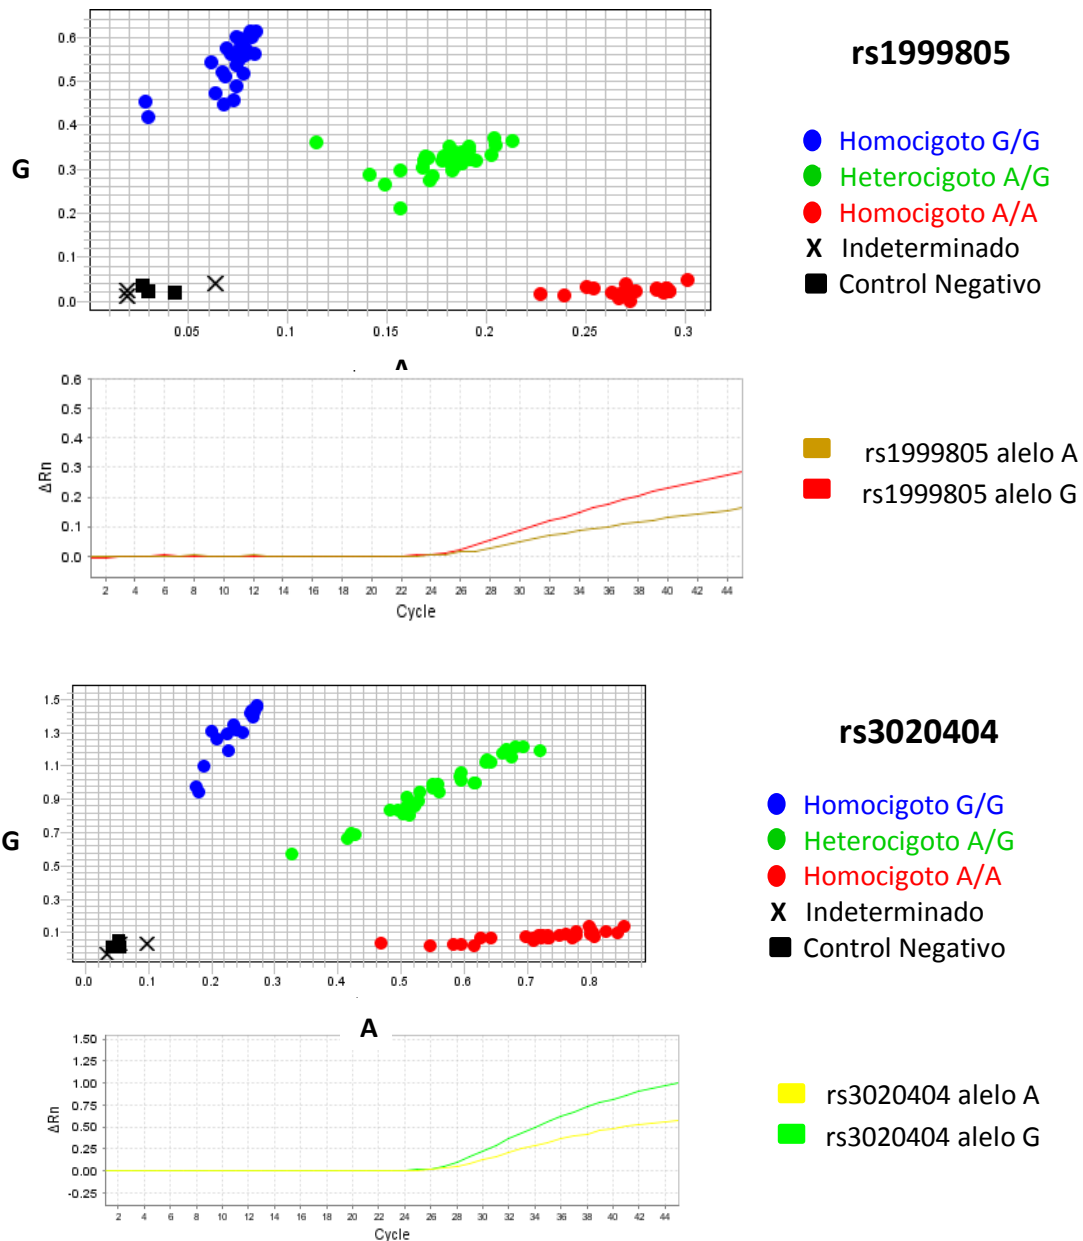 rs1999805
0.6
0.5
0.4
0.3
0.2
0.1
0.0
G
0.05 0.1 0.15 0.2 0.25 0.3
A
Homocigoto G/G
Heterocigoto A/G
Homocigoto A/A
X Indeterminado
Control Negativo
0.6
0.5
0.4
0.3
0.2
0.1
0.0
ΔRn
2 4 6 8 10 12 14 16 18 20 22 24 26 28 30 32 34 36 38 40 42 44
Cycle
rs1999805 alelo A
rs1999805 alelo G
rs3020404
1.5
1.3
1.1
0.9
0.7
0.5
0.3
0.1
G
0.0 0.1 0.2 0.3 0.4 0.5 0.6 0.7 0.8
A
Homocigoto G/G
Heterocigoto A/G
Homocigoto A/A
X Indeterminado
Control Negativo
1.50
1.25
1.00
0.75
0.50
0.25
0.00
-0.25
ΔRn
2 4 6 8 10 12 14 16 18 20 22 24 26 28 30 32 34 36 38 40 42 44
Cycle
rs3020404 alelo A
rs3020404 alelo G